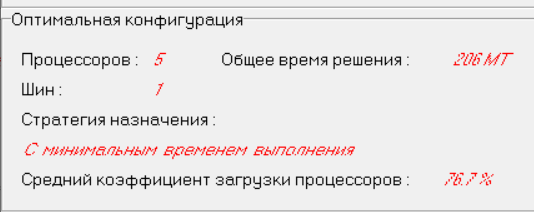 Оптимальная конфигурация
Процессоров : 5 Общее время решения : 206 МТ
Шин : 1
Стратегия назначения :
С минимальным временем выполнения
Средний коэффициент загрузки процессоров : 76.7 %